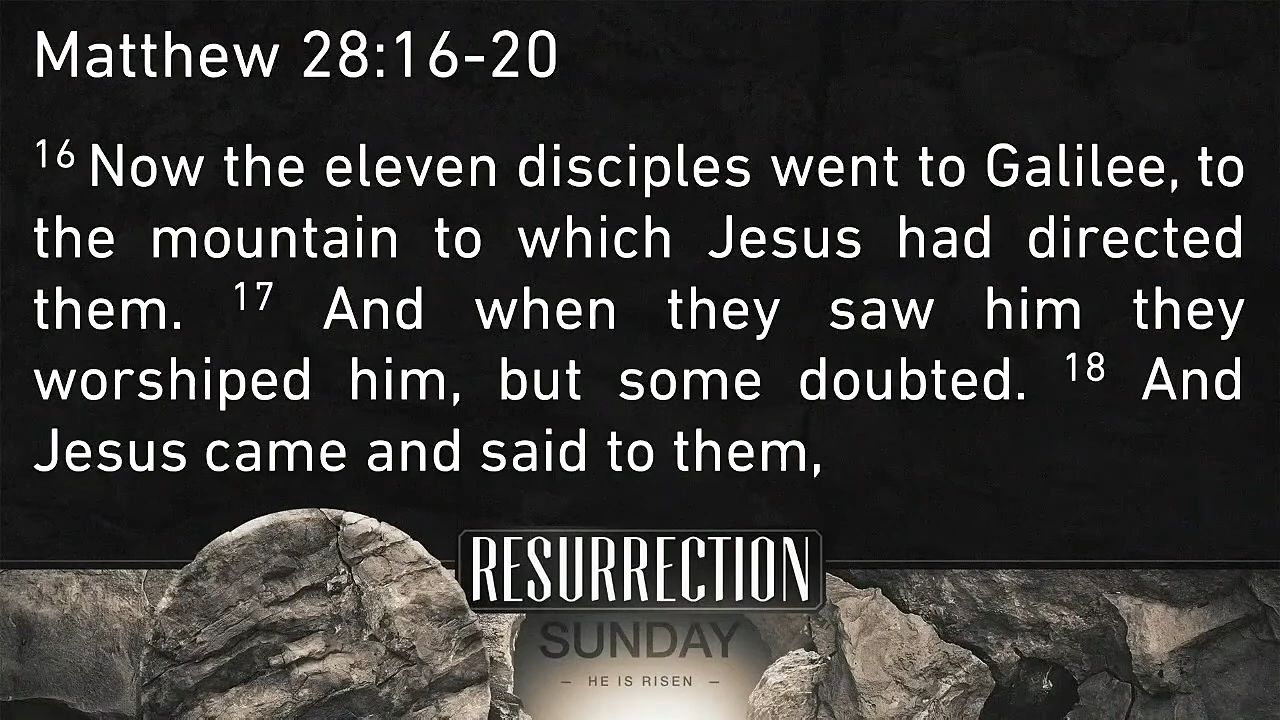 Matthew 28:16-20
16 Now the eleven disciples went to Galilee, to
the mountain to which Jesus had directed
them. 17 And when they saw him they
worshiped him, but some doubted. 18 And
Jesus came and said to them,
RESURRECTION
SUNDAY
– HE IS RISEN –